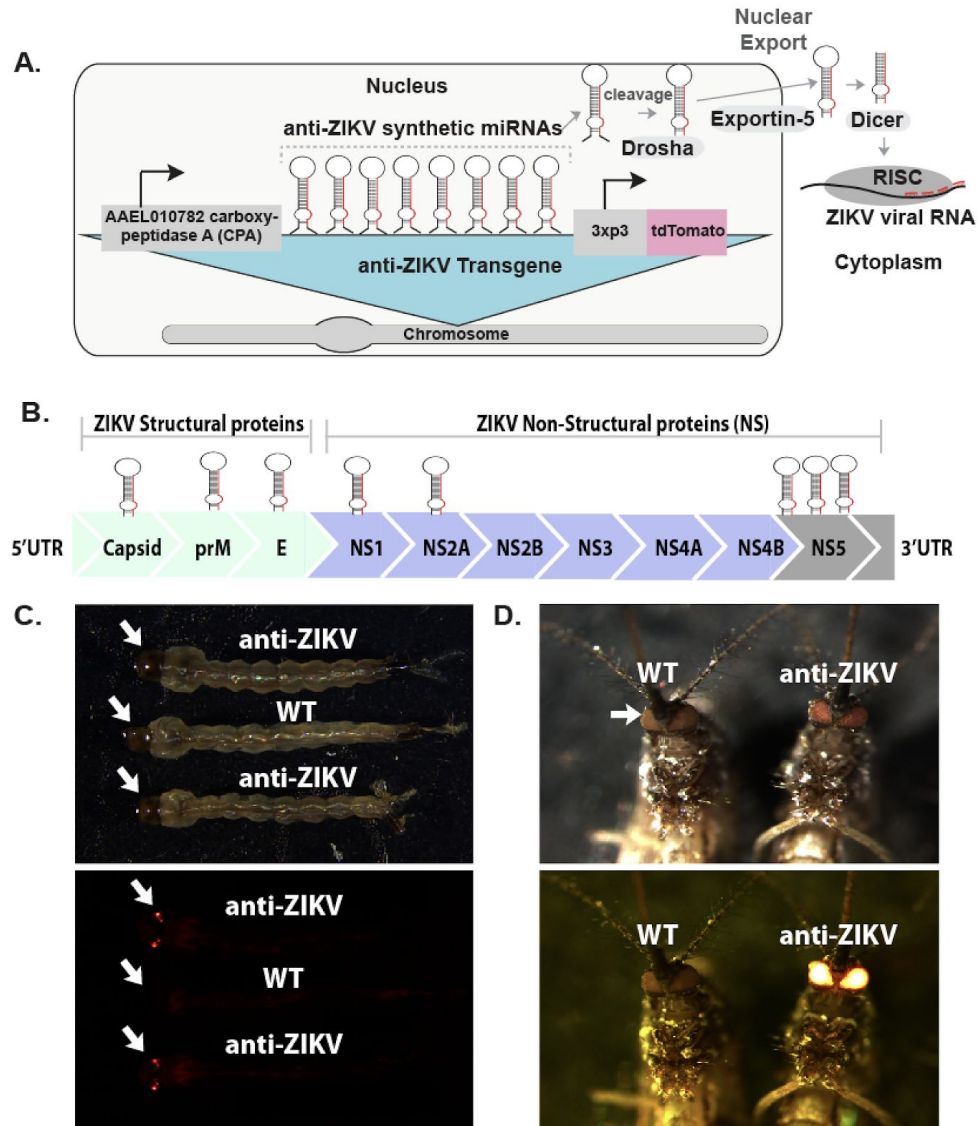 A.
Nuclear
Export
Nucleus
cleavage
anti-ZIKV synthetic miRNAs
Exportin-5
Dicer
Drosha
RISC
AAEL010782 carboxy-
peptidase A (CPA)
3xp3
tdTomato
ZIKV viral RNA
anti-ZIKV Transgene
Cytoplasm
Chromosome
B.
ZIKV Structural proteins
ZIKV Non-Structural proteins (NS)
5'UTR
Capsid
prM
E
NS1
NS2A
NS2B
NS3
NS4A
NS4B
NS5
3'UTR
C.
anti-ZIKV
WT
anti-ZIKV
anti-ZIKV
WT
anti-ZIKV
D.
WT
anti-ZIKV
WT
anti-ZIKV